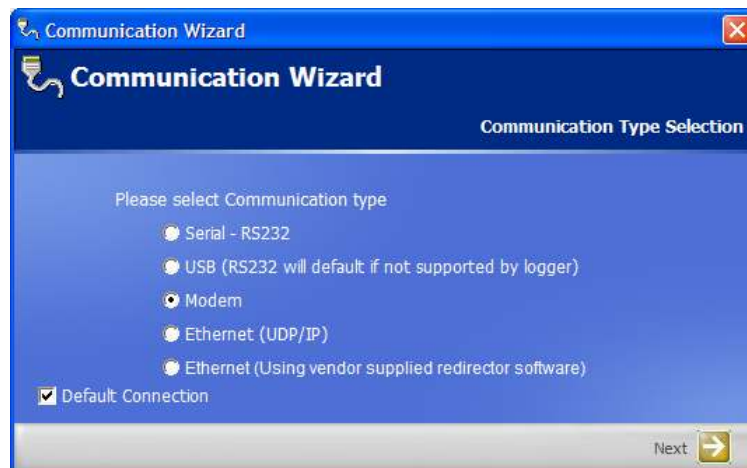 Communication Wizard
Communication Wizard
Communication Type Selection
Please select Communication type
Serial - RS232
USB (RS232 will default if not supported by logger)
Modem
Ethernet (UDP/IP)
Ethernet (Using vendor supplied redirector software)
Default Connection
Next